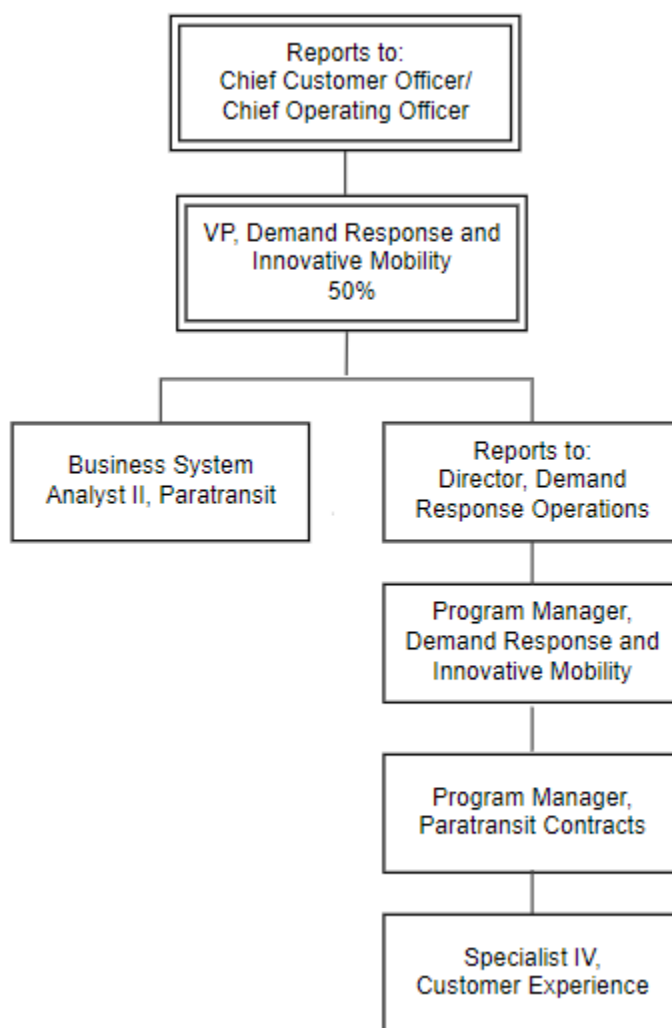 Reports to:
Chief Customer Officer/
Chief Operating Officer
VP, Demand Response and
Innovative Mobility
50%
Business System
Analyst II, Paratransit
Reports to:
Director, Demand
Response Operations
Program Manager,
Demand Response and
Innovative Mobility
Program Manager,
Paratransit Contracts
Specialist IV,
Customer Experience